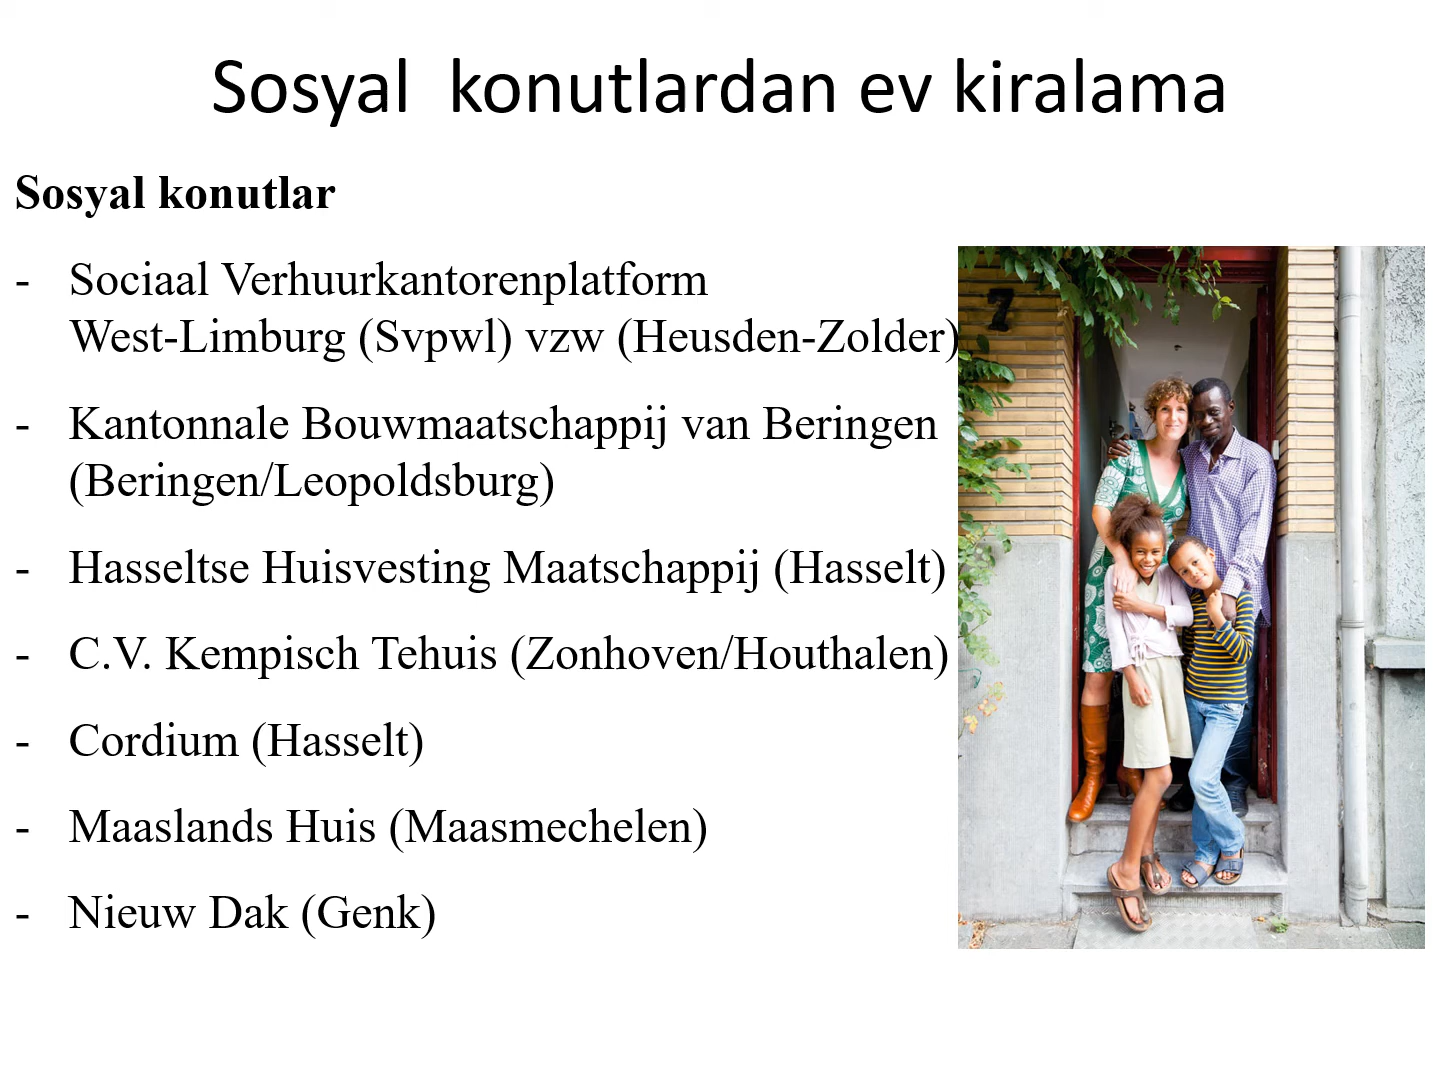 Sosyal  konutlardan ev kiralama
Sosyal konutlar
- Sociaal Verhuurkantorenplatform
West-Limburg (Svpwl) vzw (Heusden-Zolder)
- Kantonnale Bouwmaatschappij van Beringen
(Beringen/Leopoldsburg)
- Hasseltse Huisvesting Maatschappij (Hasselt)
- C.V. Kempisch Tehuis (Zonhoven/Houthalen)
- Cordium (Hasselt)
- Maaslands Huis (Maasmechelen)
- Nieuw Dak (Genk)
7